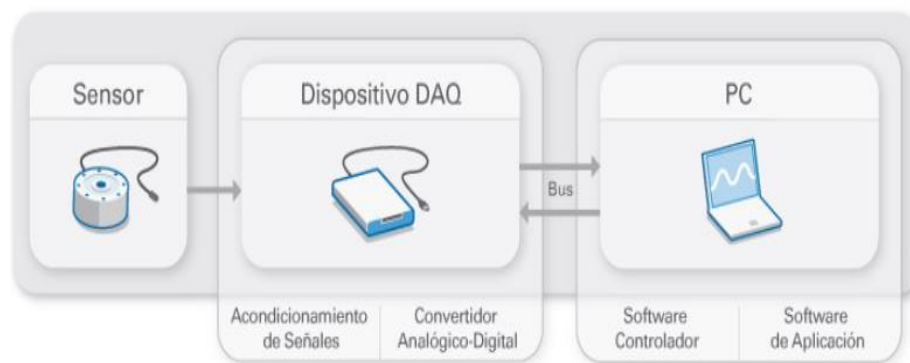 Sensor
Dispositivo DAQ
PC
Bus
Acondicionamiento
de Señales
Convertidor
Analógico-Digital
Software
Controlador
Software
de Aplicación